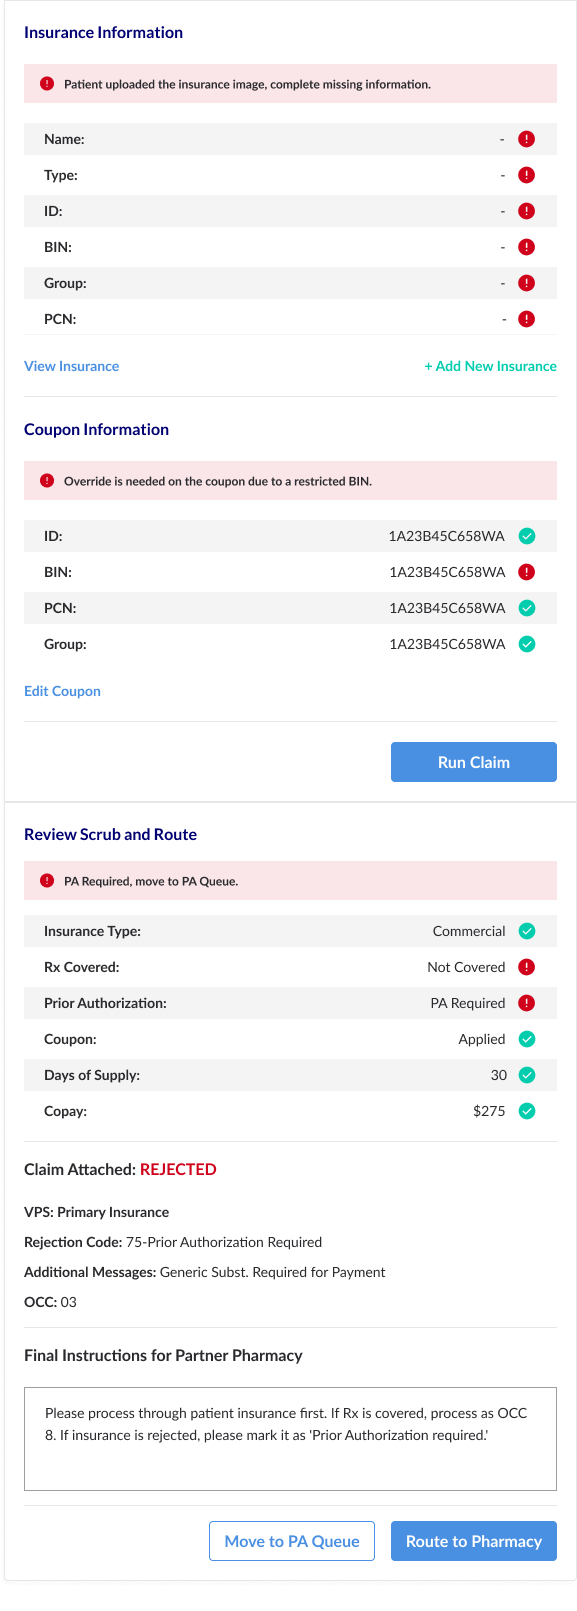 Insurance Information
Patient uploaded the insurance image, complete missing information.
Name: -
Type: -
ID: -
BIN: -
Group: -
PCN: -
View Insurance + Add New Insurance
Coupon Information
Override is needed on the coupon due to a restricted BIN.
ID: 1A23B45C658WA
BIN: 1A23B45C658WA
PCN: 1A23B45C658WA
Group: 1A23B45C658WA
Edit Coupon
Run Claim
Review Scrub and Route
PA Required, move to PA Queue.
Insurance Type: Commercial
Rx Covered: Not Covered
Prior Authorization: PA Required
Coupon: Applied
Days of Supply: 30
Copay: $275
Claim Attached: REJECTED
VPS: Primary Insurance
Rejection Code: 75-Prior Authorization Required
Additional Messages: Generic Subst. Required for Payment
OCC: 03
Final Instructions for Partner Pharmacy
Please process through patient insurance first. If Rx is covered, process as OCC
8. If insurance is rejected, please mark it as 'Prior Authorization required.'
Move to PA Queue Route to Pharmacy